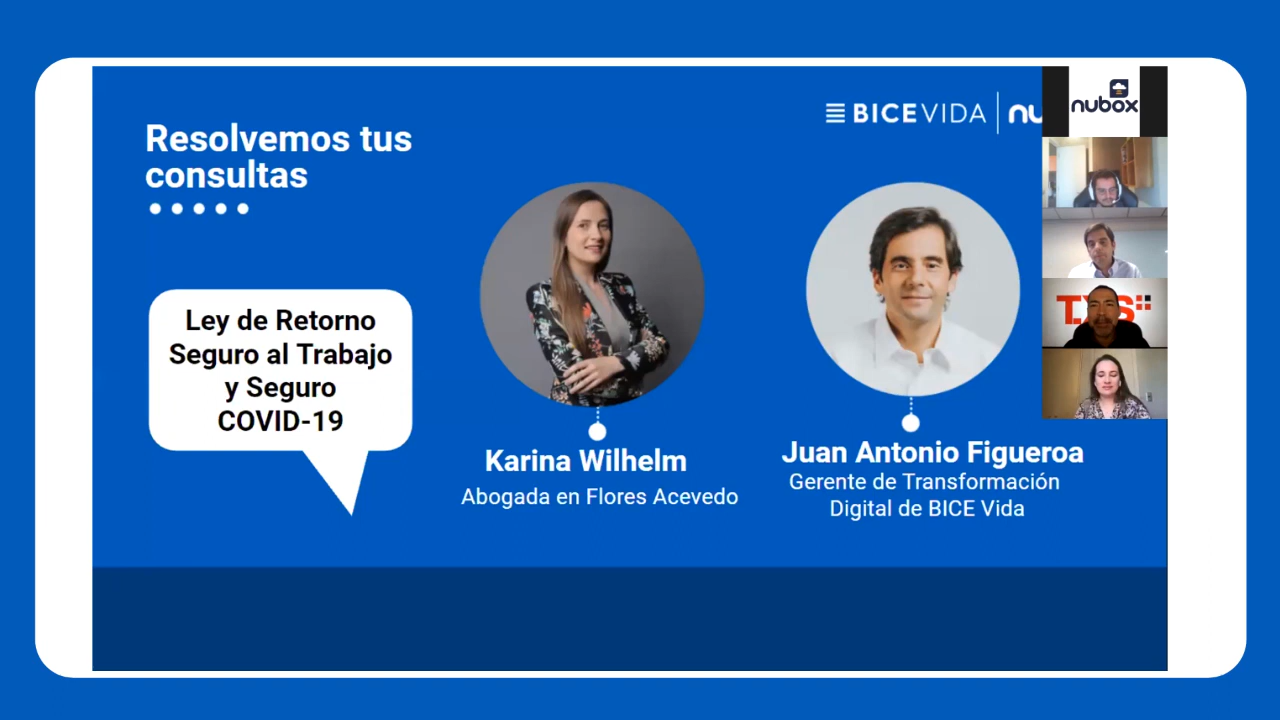 Resolvemos tus
consultas
BICE VIDA | nu
nubox
Ley de Retorno
Seguro al Trabajo
y Seguro
COVID-19
Karina Wilhelm
Abogada en Flores Acevedo
Juan Antonio Figueroa
Gerente de Transformación
Digital de BICE Vida